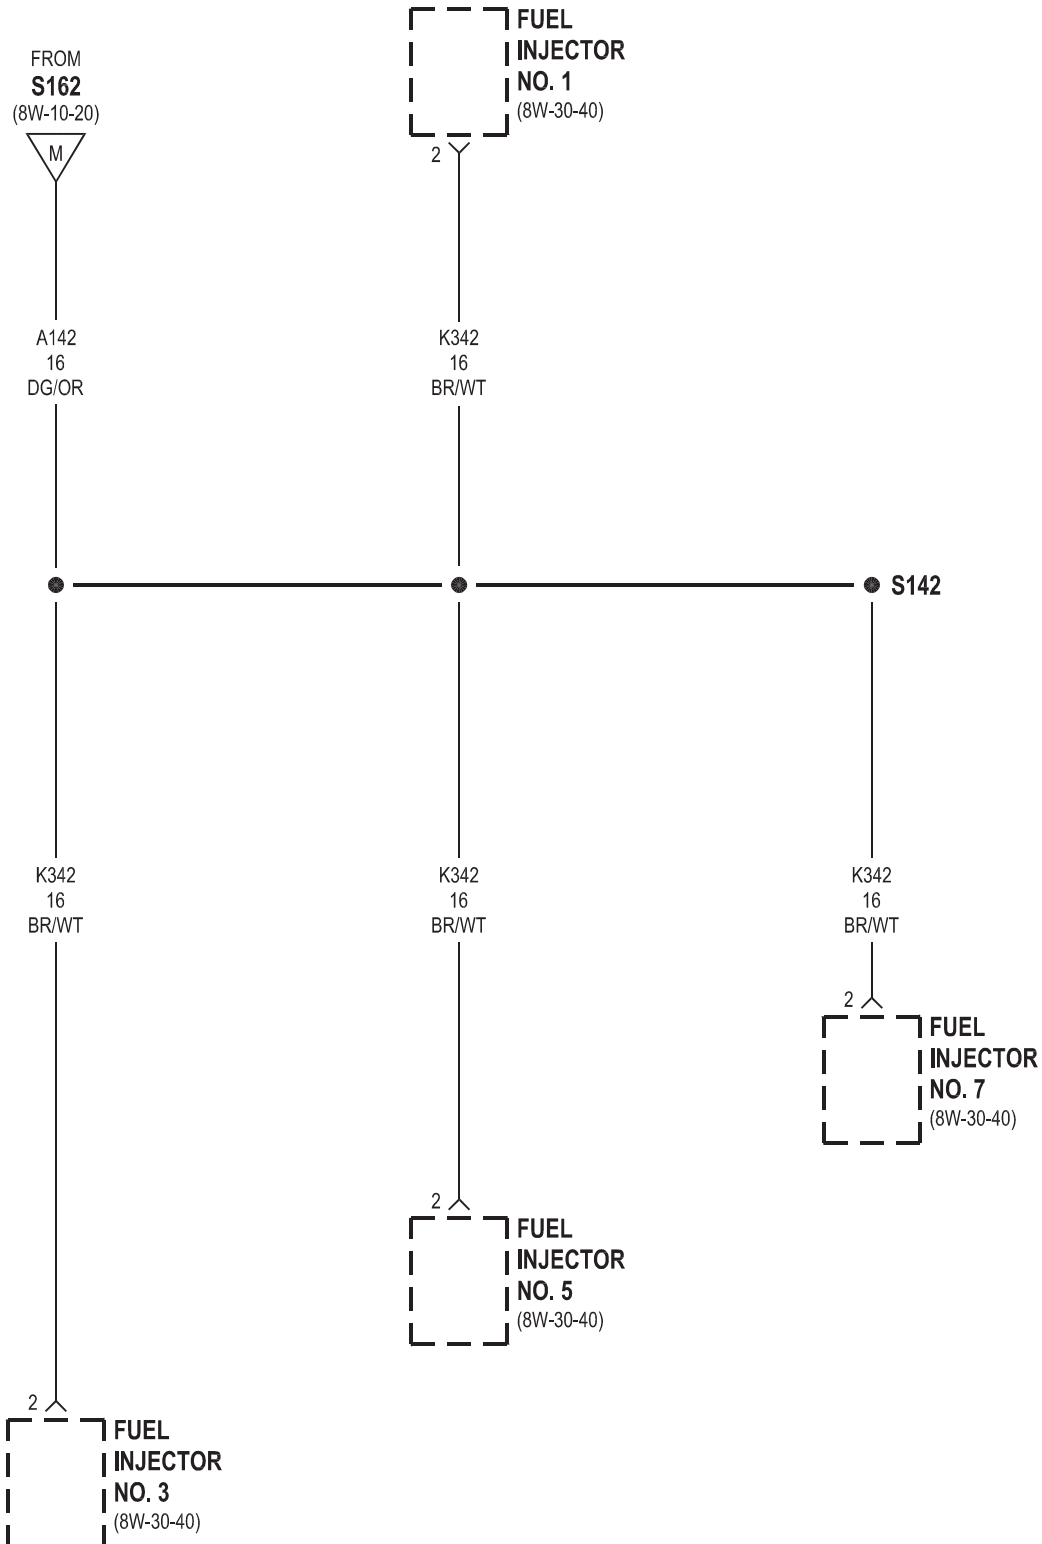 FUEL
INJECTOR
NO. 1
(8W-30-40)
FROM
S162
(8W-10-20)
M
2
A142
16
DG/OR
K342
16
BR/WT
S142
K342
16
BR/WT
K342
16
BR/WT
K342
16
BR/WT
2
FUEL
INJECTOR
NO. 7
(8W-30-40)
2
FUEL
INJECTOR
NO. 5
(8W-30-40)
2
FUEL
INJECTOR
NO. 3
(8W-30-40)